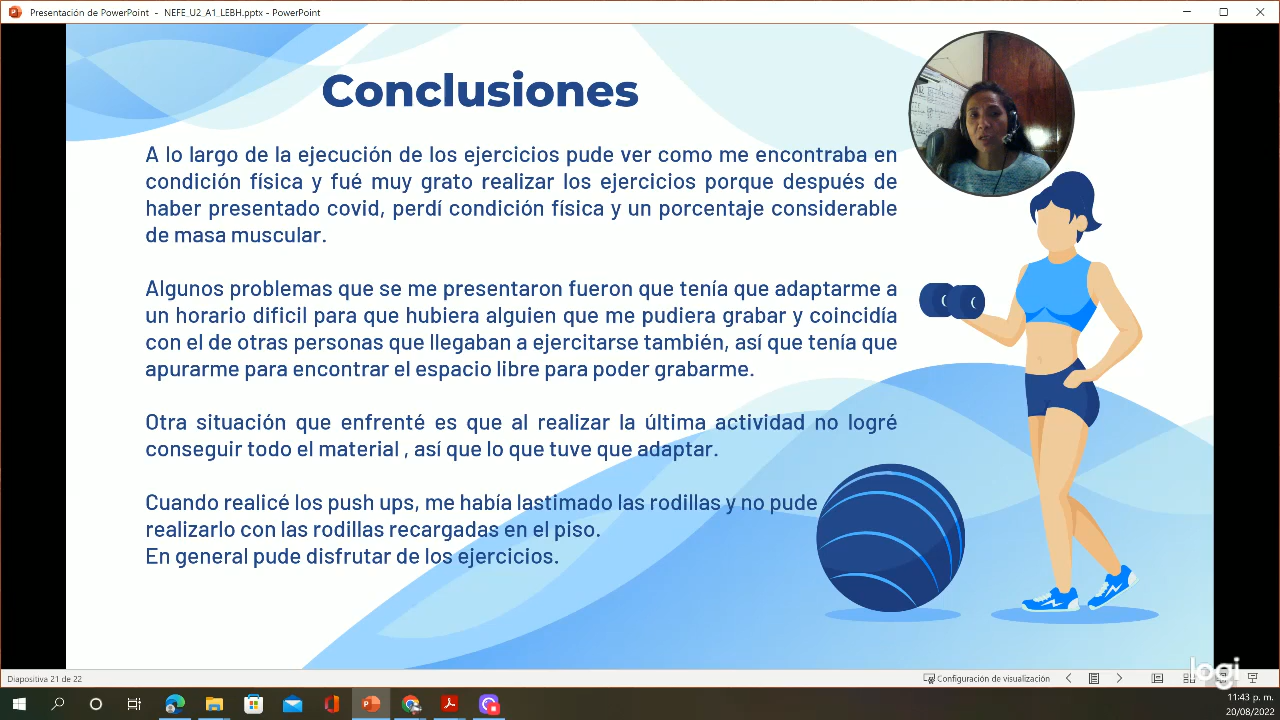 Presentación de PowerPoint - NEFE_U2_A1_LEBH.pptx - PowerPoint
Conclusiones
A lo largo de la ejecución de los ejercicios pude ver como me encontraba en
condición física y fué muy grato realizar los ejercicios porque después de
haber presentado covid, perdí condición física y un porcentaje considerable
de masa muscular.
Algunos problemas que se me presentaron fueron que tenía que adaptarme a
un horario dificil para que hubiera alguien que me pudiera grabar y coincidía
con el de otras personas que llegaban a ejercitarse también, así que tenía que
apurarme para encontrar el espacio libre para poder grabarme.
Otra situación que enfrenté es que al realizar la última actividad no logré
conseguir todo el material , así que lo que tuve que adaptar.
Cuando realicé los push ups, me había lastimado las rodillas y no pude
realizarlo con las rodillas recargadas en el piso.
En general pude disfrutar de los ejercicios.
logi
Diapositiva 21 de 22
Configuración de visualización
11:43 p. m.
20/08/2022